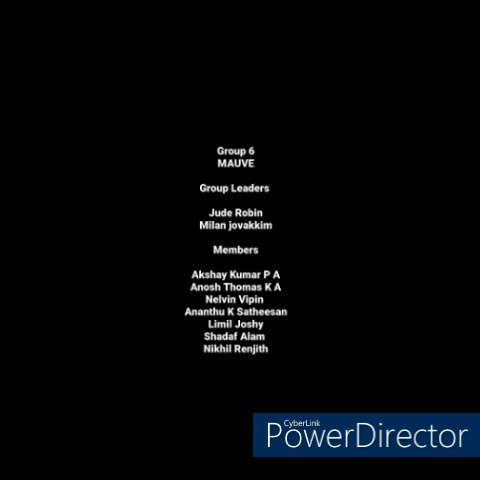 Group 6
MAUVE
Group Leaders
Jude Robin
Milan jovakkim
Members
Akshay Kumar P A
Anosh Thomas K A
Nelvin Vipin
Ananthu K Satheesan
Limil Joshy
Shadaf Alam
Nikhil Renjith
CyberLink
PowerDirector